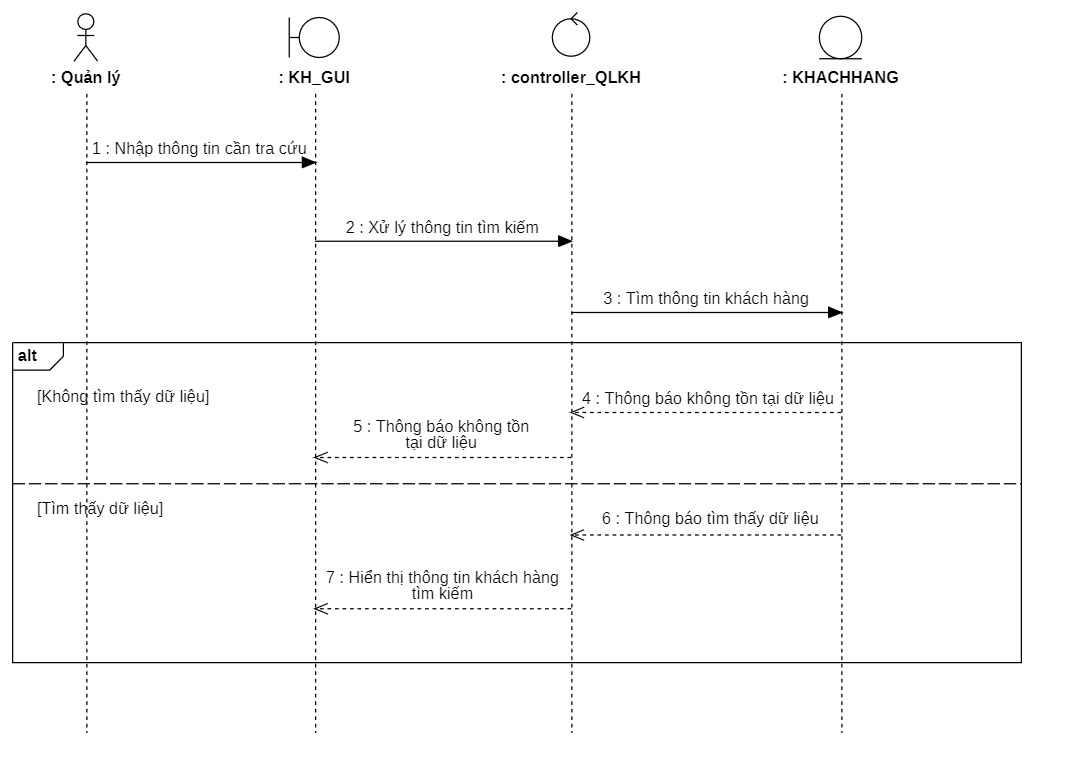 : Quản lý
: KH_GUI
: controller_QLKH
: KHACHHANG
1 : Nhập thông tin cần tra cứu
2 : Xử lý thông tin tìm kiếm
3 : Tìm thông tin khách hàng
alt
[Không tìm thấy dữ liệu]
4 : Thông báo không tồn tại dữ liệu
5 : Thông báo không tồn
tại dữ liệu
[Tìm thấy dữ liệu]
6 : Thông báo tìm thấy dữ liệu
7 : Hiển thị thông tin khách hàng
tìm kiếm